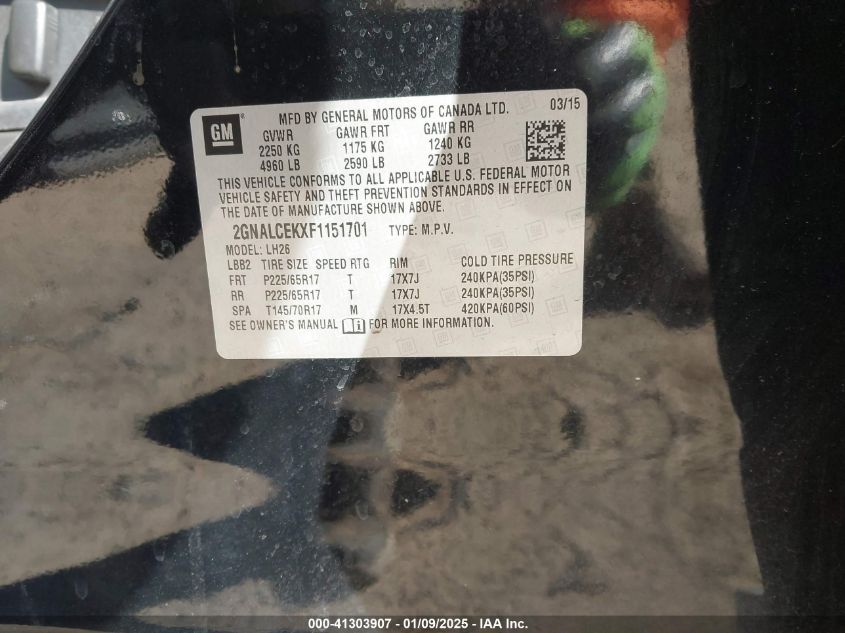 GM
MFD BY GENERAL MOTORS OF CANADA LTD. 03/15
GVWR GAWR FRT GAWR RR
2250 KG 1175 KG 1240 KG
4960 LB 2590 LB 2733 LB
THIS VEHICLE CONFORMS TO ALL APPLICABLE U.S. FEDERAL MOTOR
VEHICLE SAFETY AND THEFT PREVENTION STANDARDS IN EFFECT ON
THE DATE OF MANUFACTURE SHOWN ABOVE.
2GNALCEKXF1151701 TYPE: M.P.V.
MODEL: LH26
LBB2 TIRE SIZE SPEED RTG RIM COLD TIRE PRESSURE
FRT P225/65R17 T 17X7J 240KPA(35PSI)
RR P225/65R17 T 17X7J 240KPA(35PSI)
SPA T145/70R17 M 17X4.5T 420KPA(60PSI)
SEE OWNER'S MANUAL FOR MORE INFORMATION.
000-41303907 - 01/09/2025 - IAA Inc.